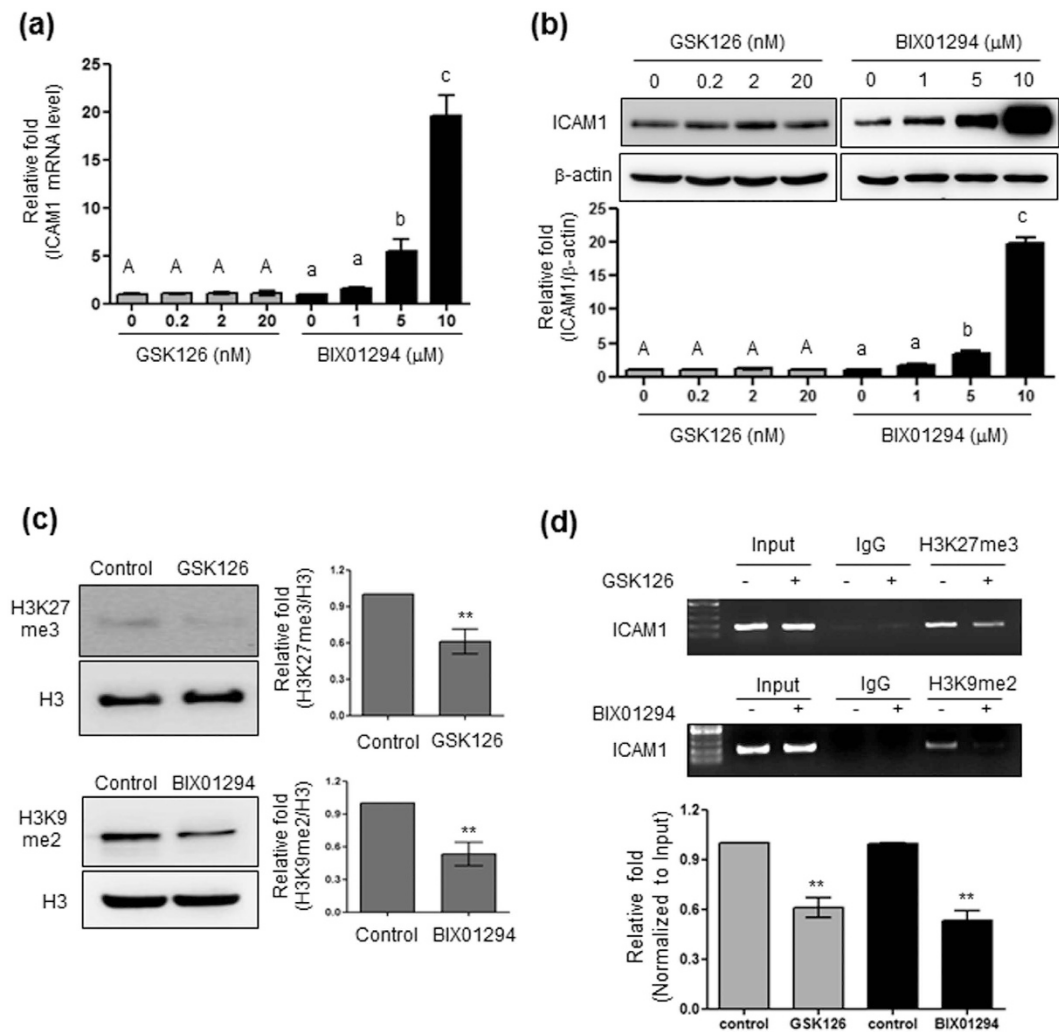 (a)
Relative fold
(ICAM1 mRNA level)
25
20
15
10
5
0
A A A A a a b c
0 0.2 2 20 0 1 5 10
GSK126 (nM) BIX01294 (μM)
(b)
GSK126 (nM) BIX01294 (μM)
0 0.2 2 20 0 1 5 10
ICAM1
β-actin
Relative fold
(ICAM1/β-actin)
25
20
15
10
5
0
A A A A a a b c
0 0.2 2 20 0 1 5 10
GSK126 (nM) BIX01294 (μM)
(c)
Control GSK126
H3K27
me3
H3
Relative fold
(H3K27me3/H3)
1.2
0.9
0.6
0.3
0.0
**
Control GSK126
Control BIX01294
H3K9
me2
H3
Relative fold
(H3K9me2/H3)
1.2
0.9
0.6
0.3
0.0
**
Control BIX01294
(d)
Input IgG H3K27me3
GSK126 - + - + - +
ICAM1
Input IgG H3K9me2
BIX01294 - + - + - +
ICAM1
Relative fold
(Normalized to Input)
1.2
0.9
0.6
0.3
0.0
** **
control GSK126 control BIX01294